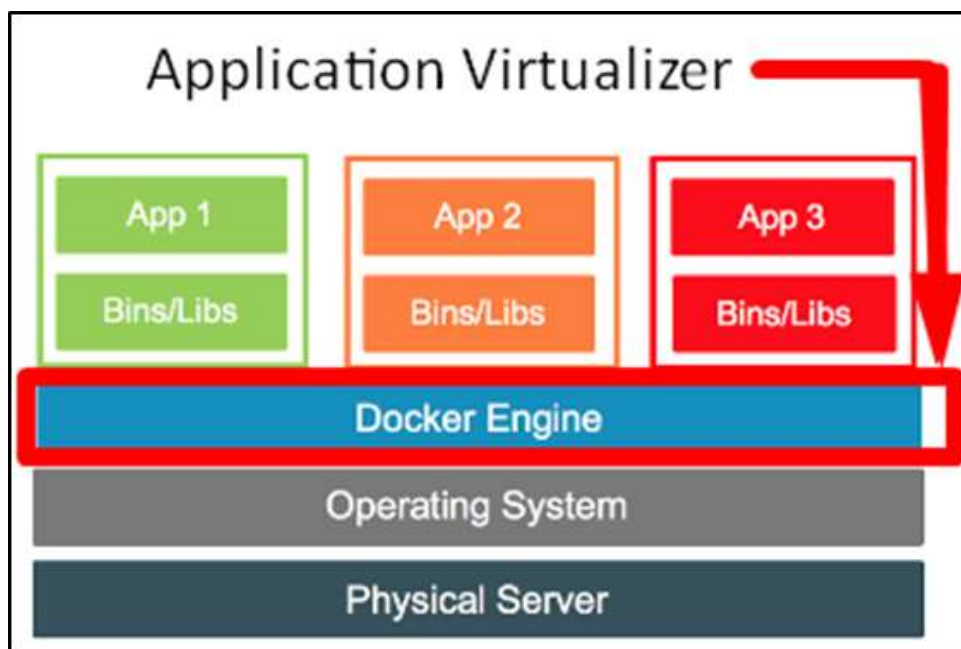 Application Virtualizer
App 1
App 2
App 3
Bins/Libs
Bins/Libs
Bins/Libs
Docker Engine
Operating System
Physical Server